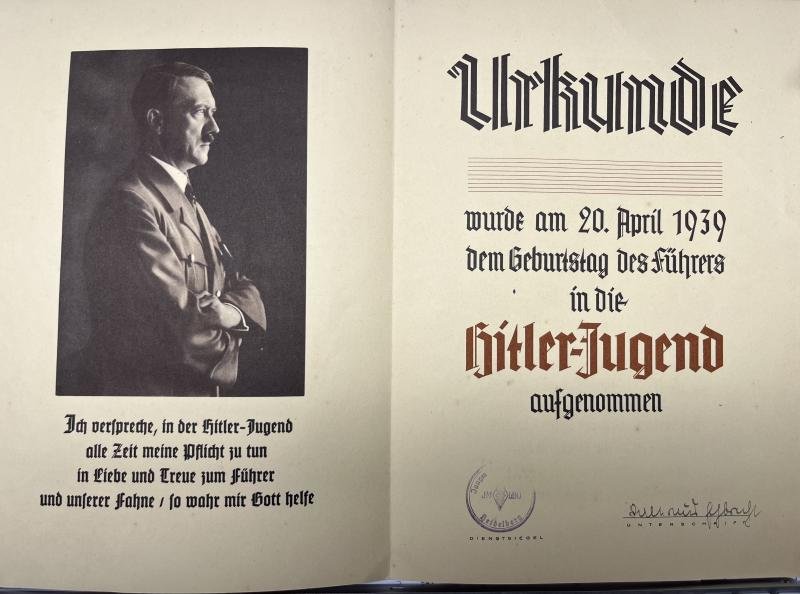 Ich verspreche, in der Hitler-Jugend
alle Zeit meine Pflicht zu tun
in Liebe und Treue zum Führer
und unserer Fahne / so wahr mir Gott helfe
Urkunde
wurde am 20. April 1939
dem Geburtstag des Führers
in die
Hitler-Jugend
aufgenommen
Heidelberg
DIENSTSIEGEL
UNTERSCHRIFT